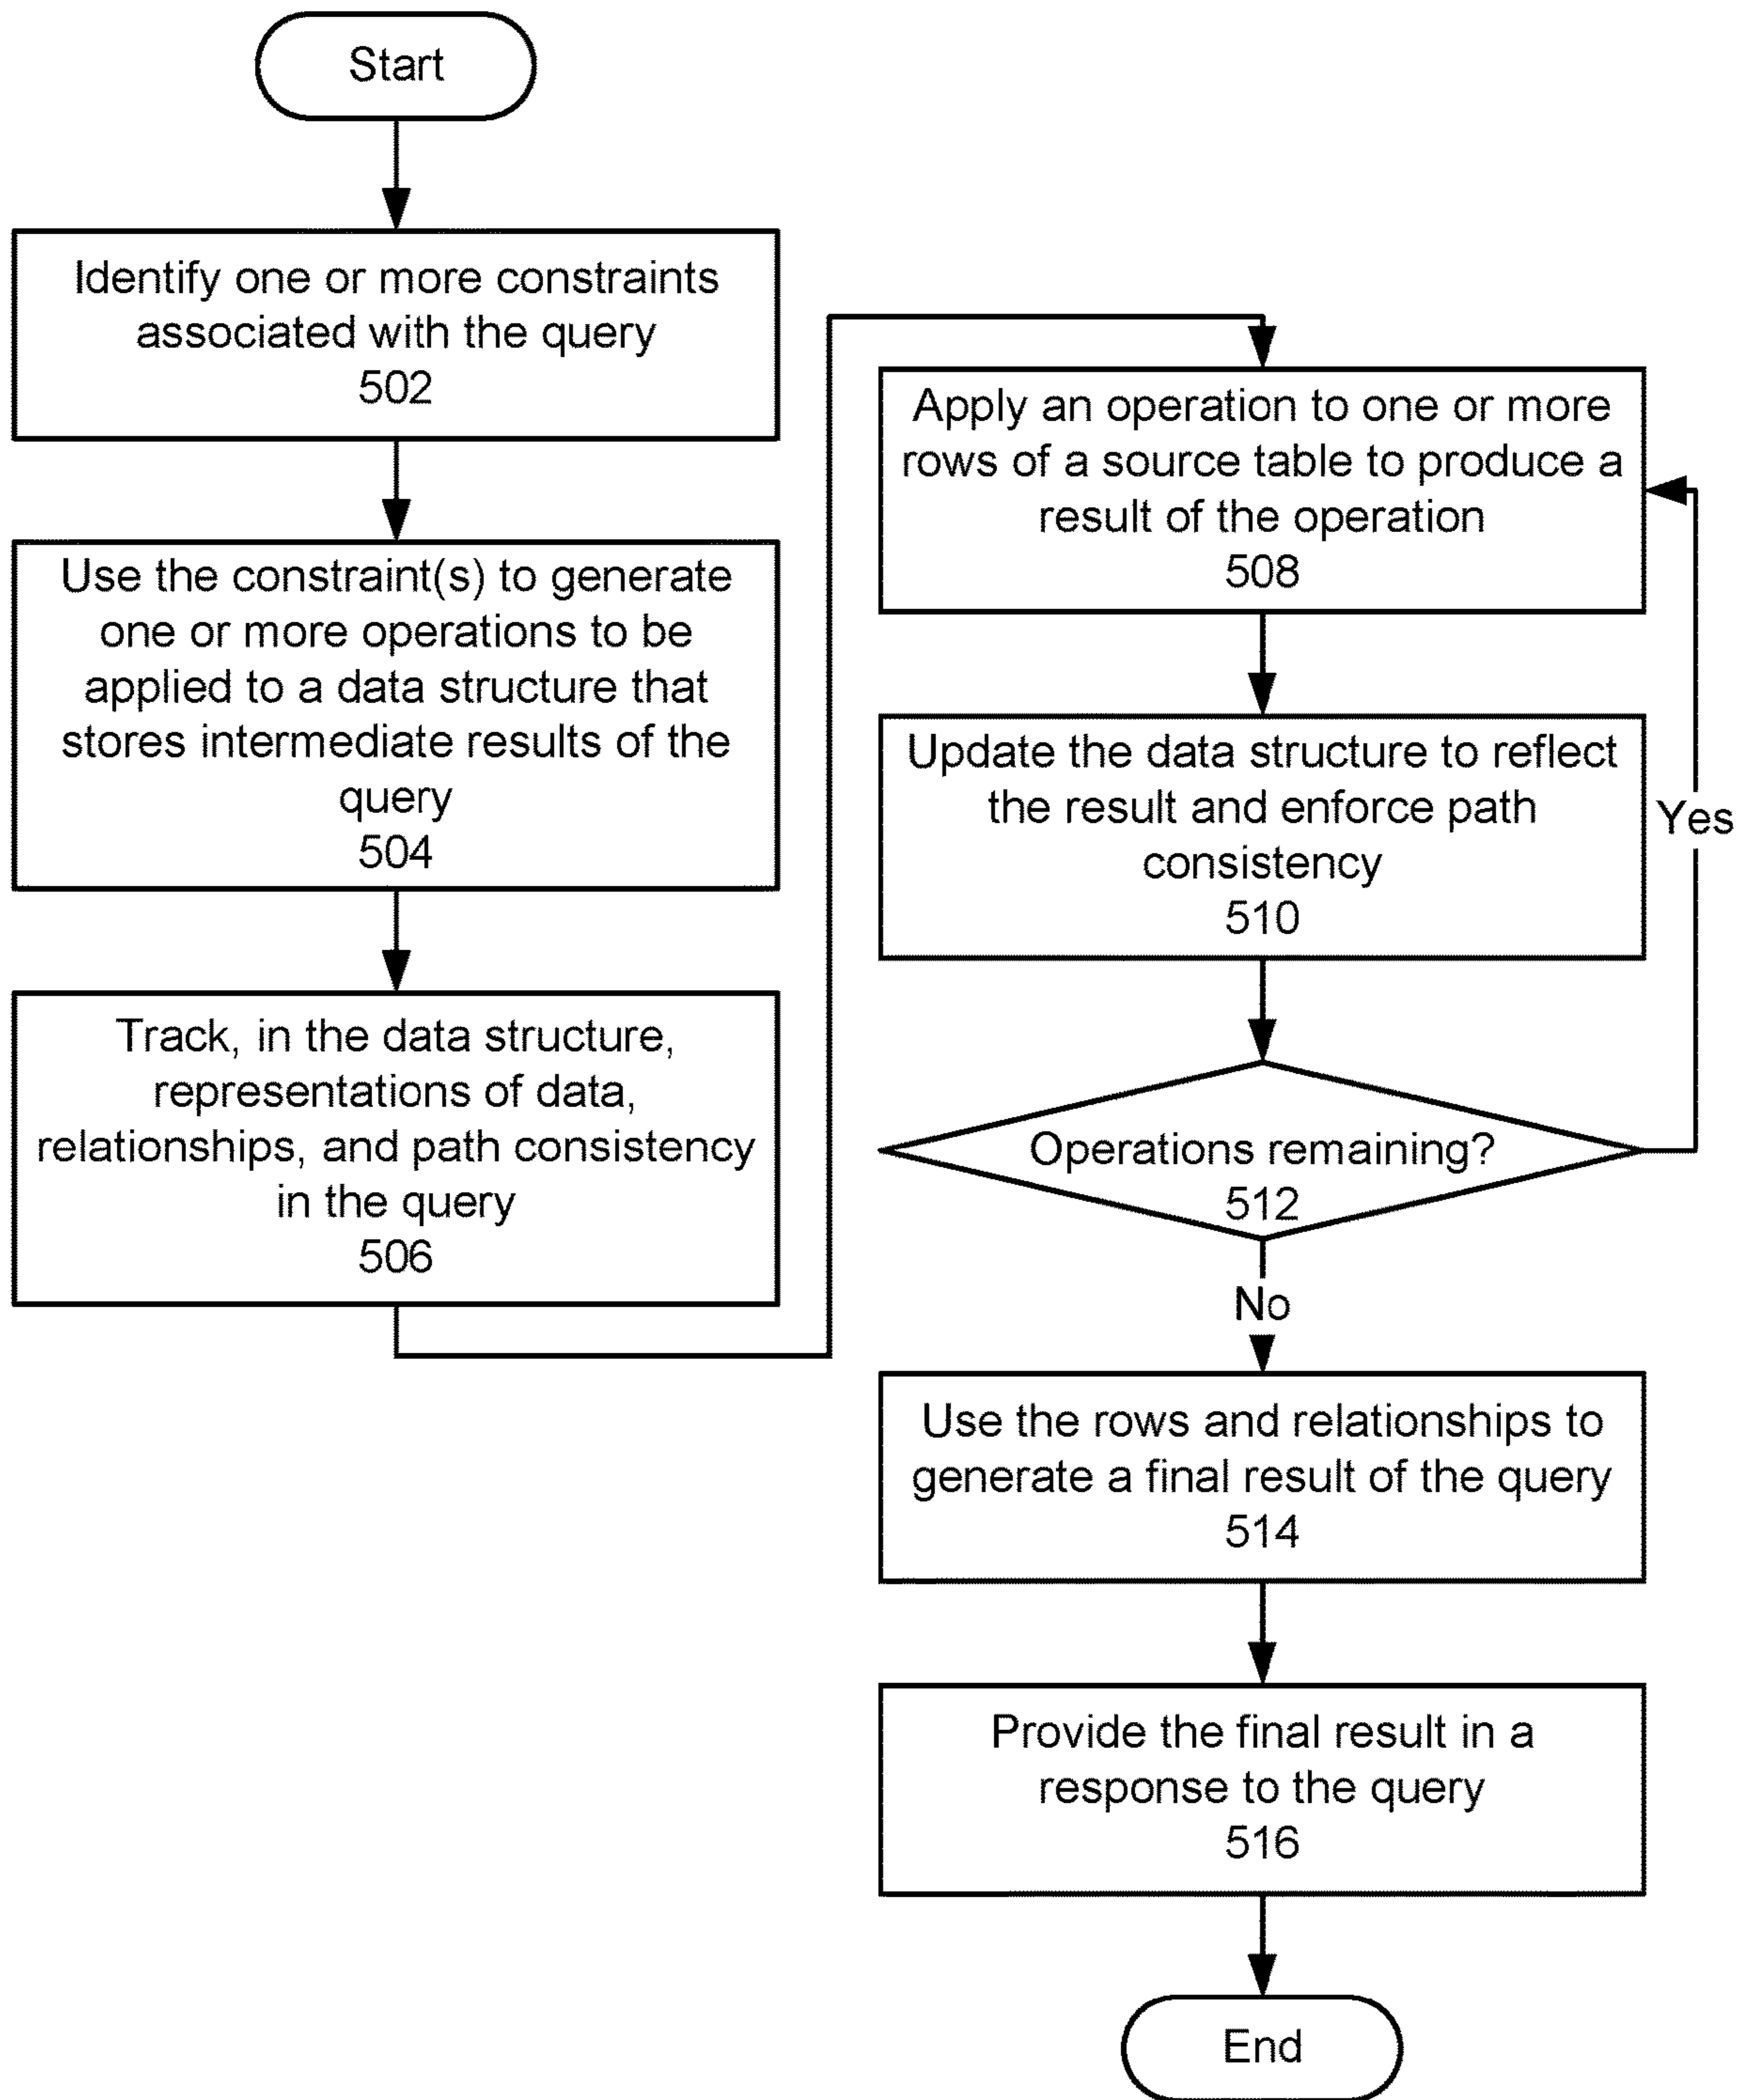 Start
Identify one or more constraints
associated with the query
502
Use the constraint(s) to generate
one or more operations to be
applied to a data structure that
stores intermediate results of the
query
504
Track, in the data structure,
representations of data,
relationships, and path consistency
in the query
506
Apply an operation to one or more
rows of a source table to produce a
result of the operation
508
Update the data structure to reflect
the result and enforce path
consistency
510
Yes
Operations remaining?
512
No
Use the rows and relationships to
generate a final result of the query
514
Provide the final result in a
response to the query
516
End